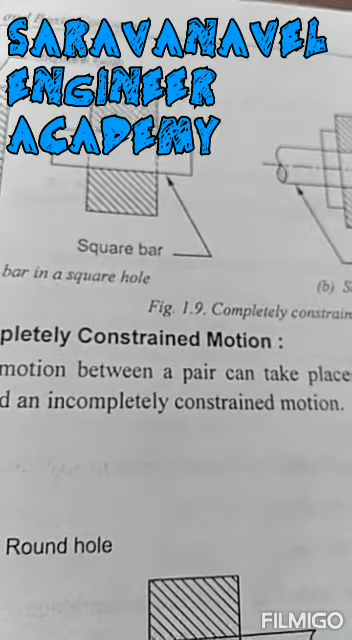 SARAVANAVEL
ENGINEER
ACADEMY
Square bar
bar in a square hole
(b) S
Fig. 1.9. Completely constrain
pletely Constrained Motion :
motion between a pair can take place
d an incompletely constrained motion.
Round hole
FILMIGO